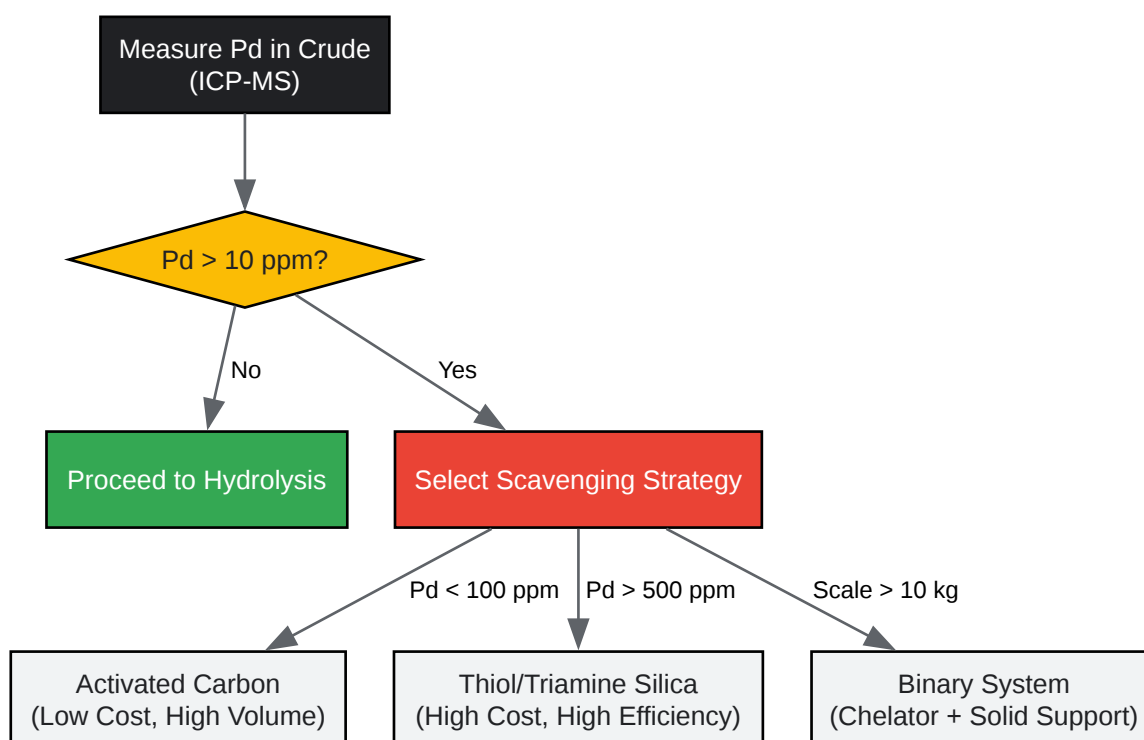 Measure Pd in Crude
(ICP-MS)
Pd > 10 ppm?
No
Yes
Proceed to Hydrolysis
Select Scavenging Strategy
Pd < 100 ppm
Pd > 500 ppm
Scale > 10 kg
Activated Carbon
(Low Cost, High Volume)
Thiol/Triamine Silica
(High Cost, High Efficiency)
Binary System
(Chelator + Solid Support)